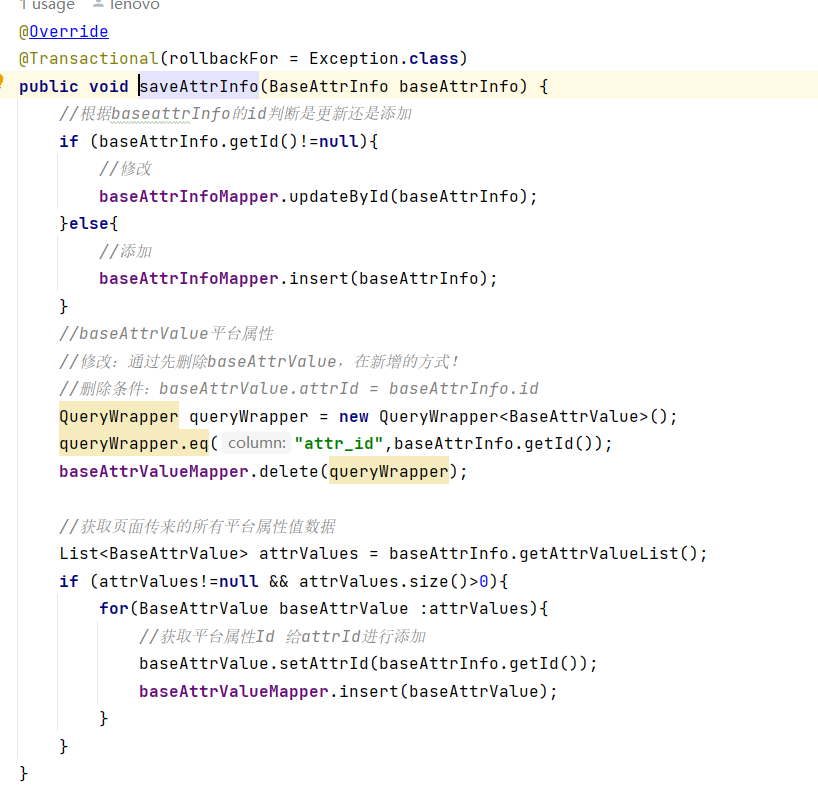 1 usage lenovo
@Override
@Transactional(rollbackFor = Exception.class)
public void saveAttrInfo(BaseAttrInfo baseAttrInfo) {
    //根据baseattrInfo的id判断是更新还是添加
    if (baseAttrInfo.getId()!=null){
        //修改
        baseAttrInfoMapper.updateById(baseAttrInfo);
    }else{
        //添加
        baseAttrInfoMapper.insert(baseAttrInfo);
    }
    //baseAttrValue平台属性
    //修改：通过先删除baseAttrValue，在新增的方式！
    //删除条件：baseAttrValue.attrId = baseAttrInfo.id
    QueryWrapper queryWrapper = new QueryWrapper<BaseAttrValue>();
    queryWrapper.eq( column: "attr_id",baseAttrInfo.getId());
    baseAttrValueMapper.delete(queryWrapper);
    //获取页面传来的所有平台属性值数据
    List<BaseAttrValue> attrValues = baseAttrInfo.getAttrValueList();
    if (attrValues!=null && attrValues.size()>0){
        for(BaseAttrValue baseAttrValue :attrValues){
            //获取平台属性Id 给attrId进行添加
            baseAttrValue.setAttrId(baseAttrInfo.getId());
            baseAttrValueMapper.insert(baseAttrValue);
        }
    }
}